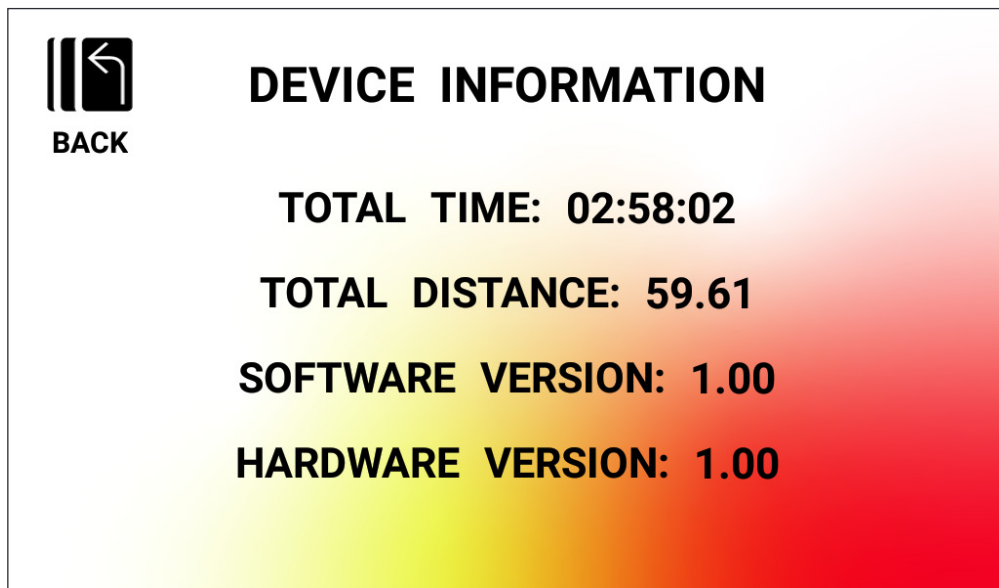 BACK
DEVICE INFORMATION
TOTAL TIME: 02:58:02
TOTAL DISTANCE: 59.61
SOFTWARE VERSION: 1.00
HARDWARE VERSION: 1.00